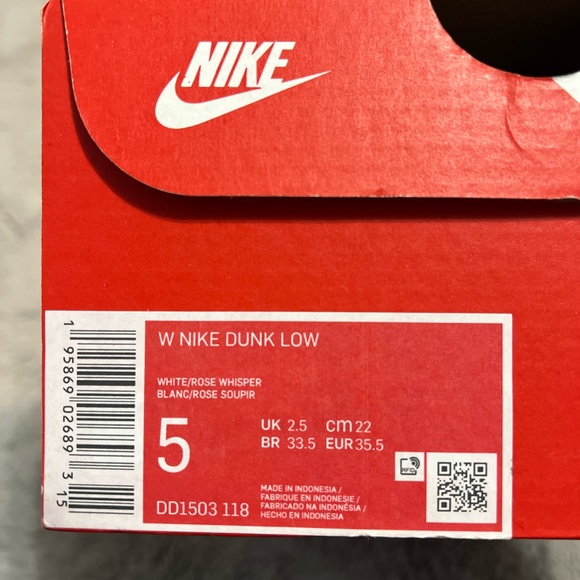 NIKE
W NIKE DUNK LOW
WHITE/ROSE WHISPER
BLANC/ROSE SOUPIR
5
UK 2.5 cm 22
BR 33.5 EUR 35.5
RFID
MADE IN INDONESIA /
FABRIQUE EN INDONESIE /
FABRICADO NA INDONÉSIA /
HECHO EN INDONESIA
DD1503 118
1 95869 02689 3 15